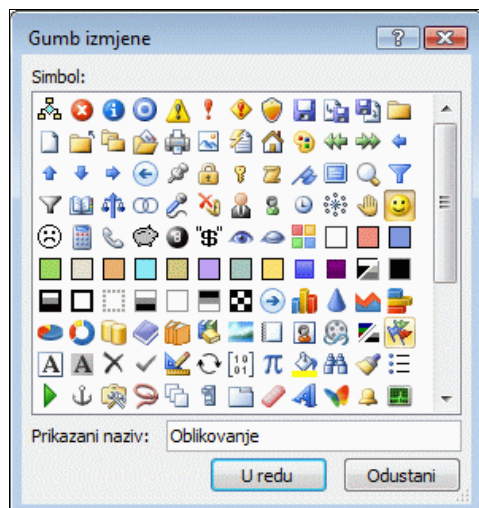 Gumb izmjene
Simbol:
Prikazani naziv: Oblikovanje
U redu Odustani